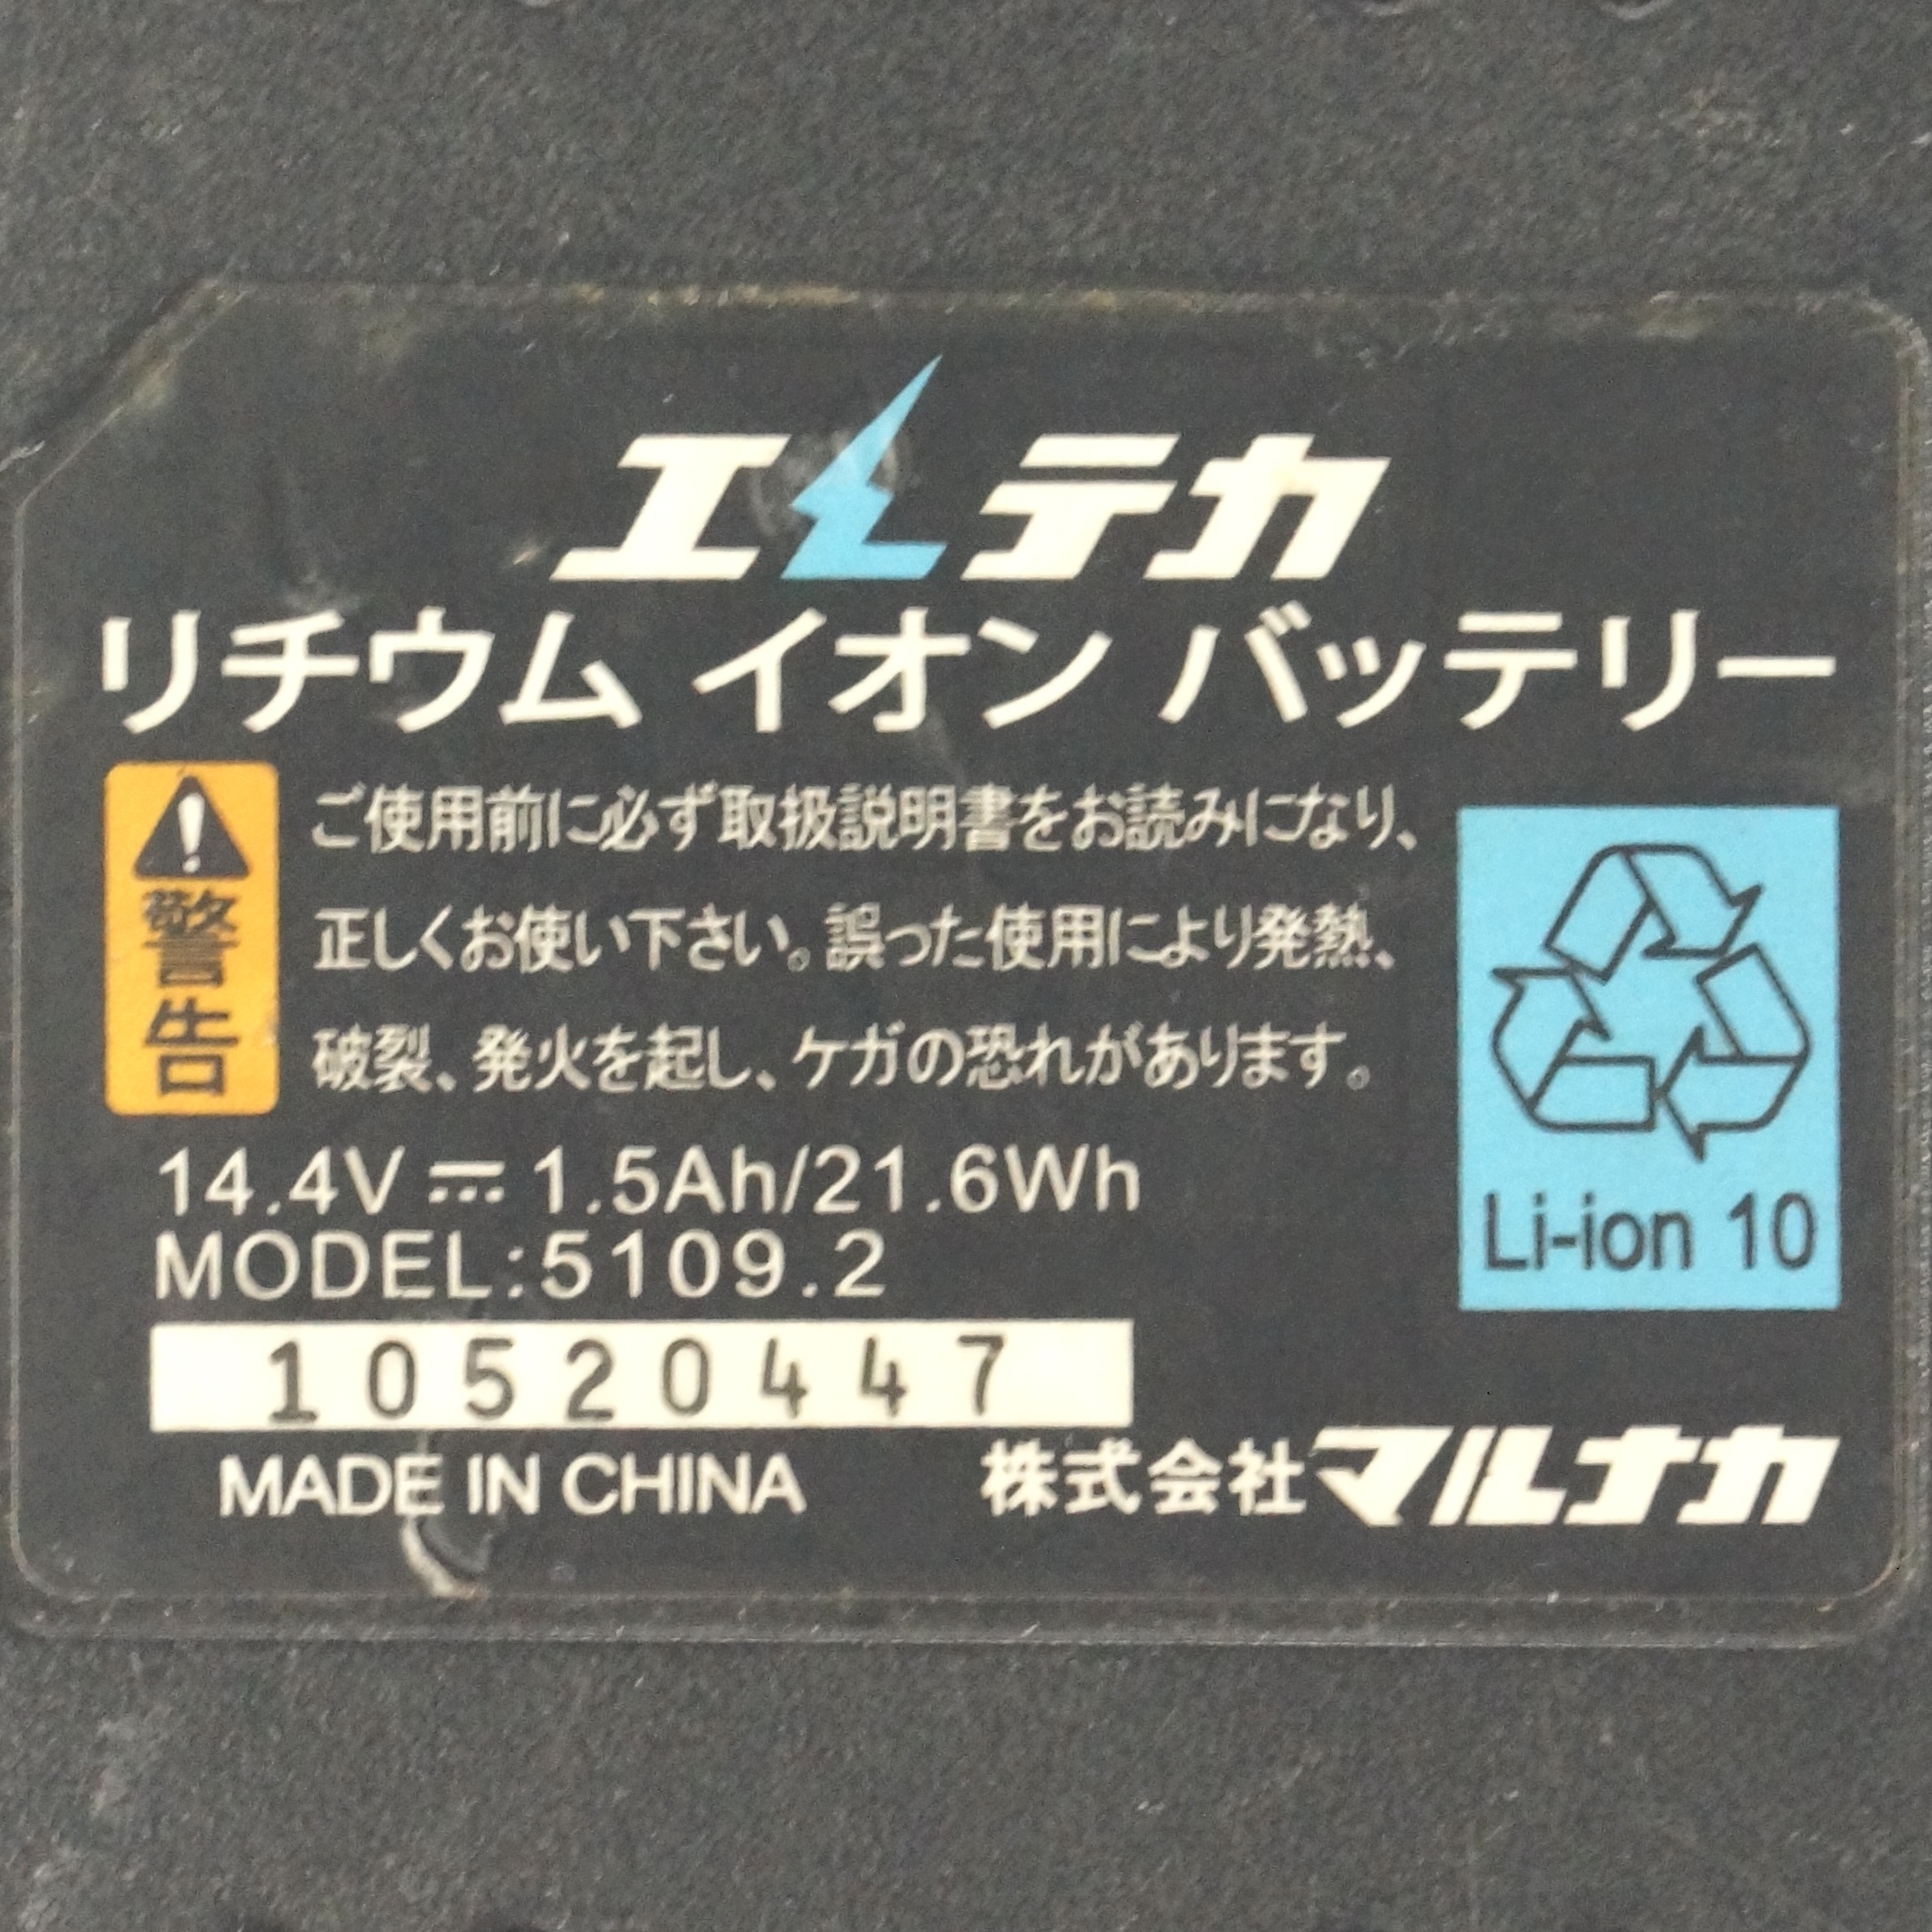 エレテカ
リチウム イオン バッテリー
警告
ご使用前に必ず取扱説明書をお読みになり、
正しくお使い下さい。誤った使用により発熱、
破裂、発火を起し、ケガの恐れがあります。
14.4V⎓1.5Ah/21.6Wh
MODEL:5109.2
10520447
Li-ion 10
MADE IN CHINA
株式会社マルナカ